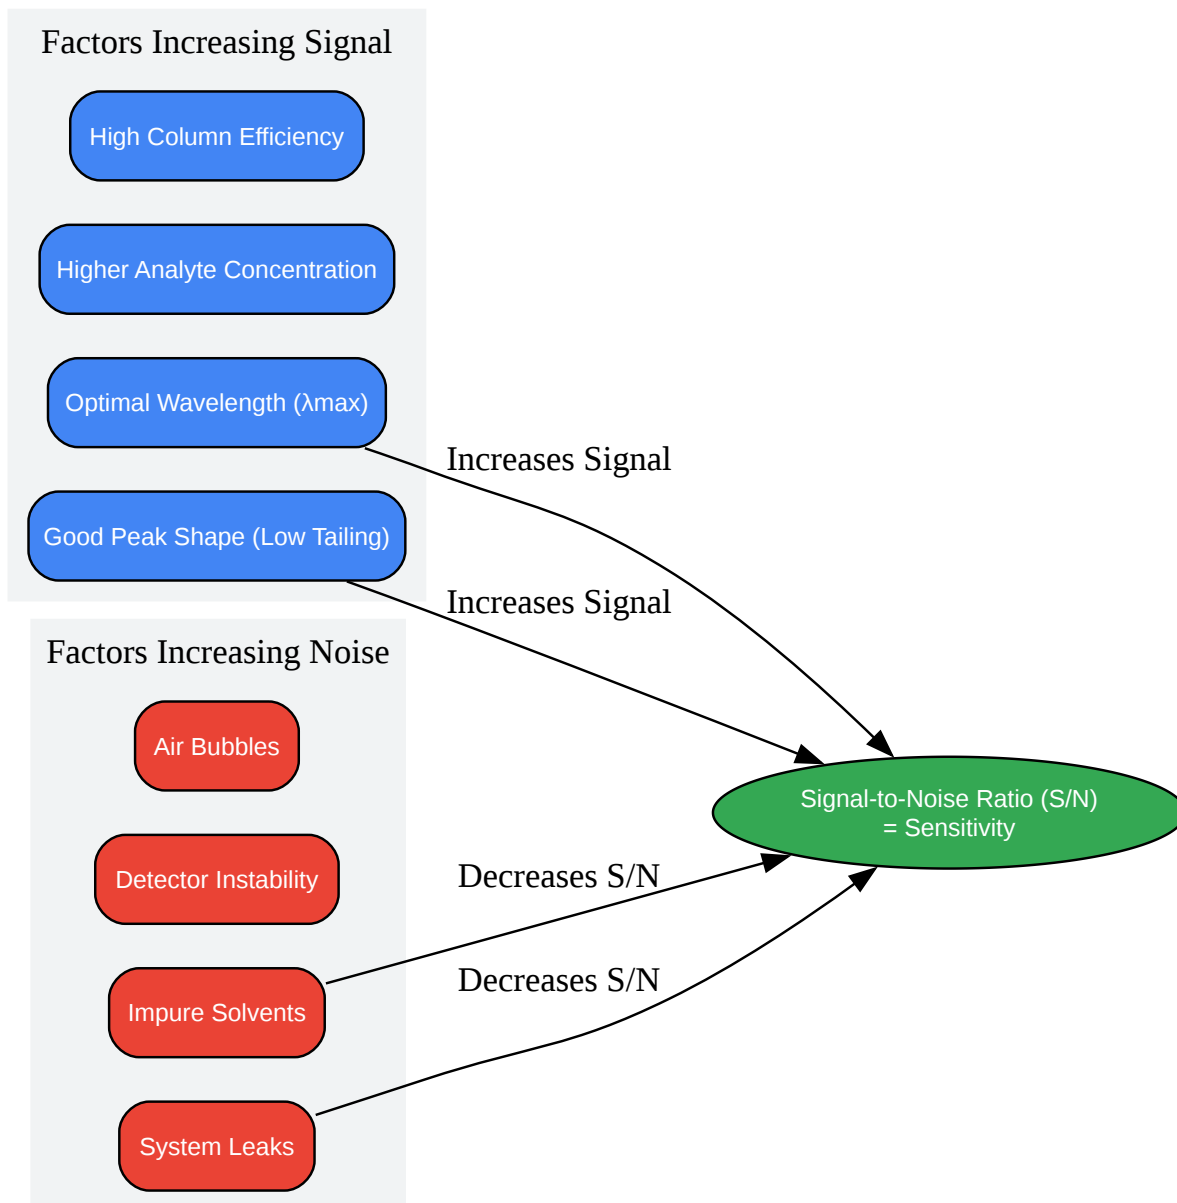 Factors Increasing Signal
High Column Efficiency
Higher Analyte Concentration
Optimal Wavelength (λmax)
Increases Signal
Good Peak Shape (Low Tailing)
Increases Signal
Factors Increasing Noise
Air Bubbles
Signal-to-Noise Ratio (S/N)
= Sensitivity
Detector Instability
Decreases S/N
Decreases S/N
Impure Solvents
System Leaks